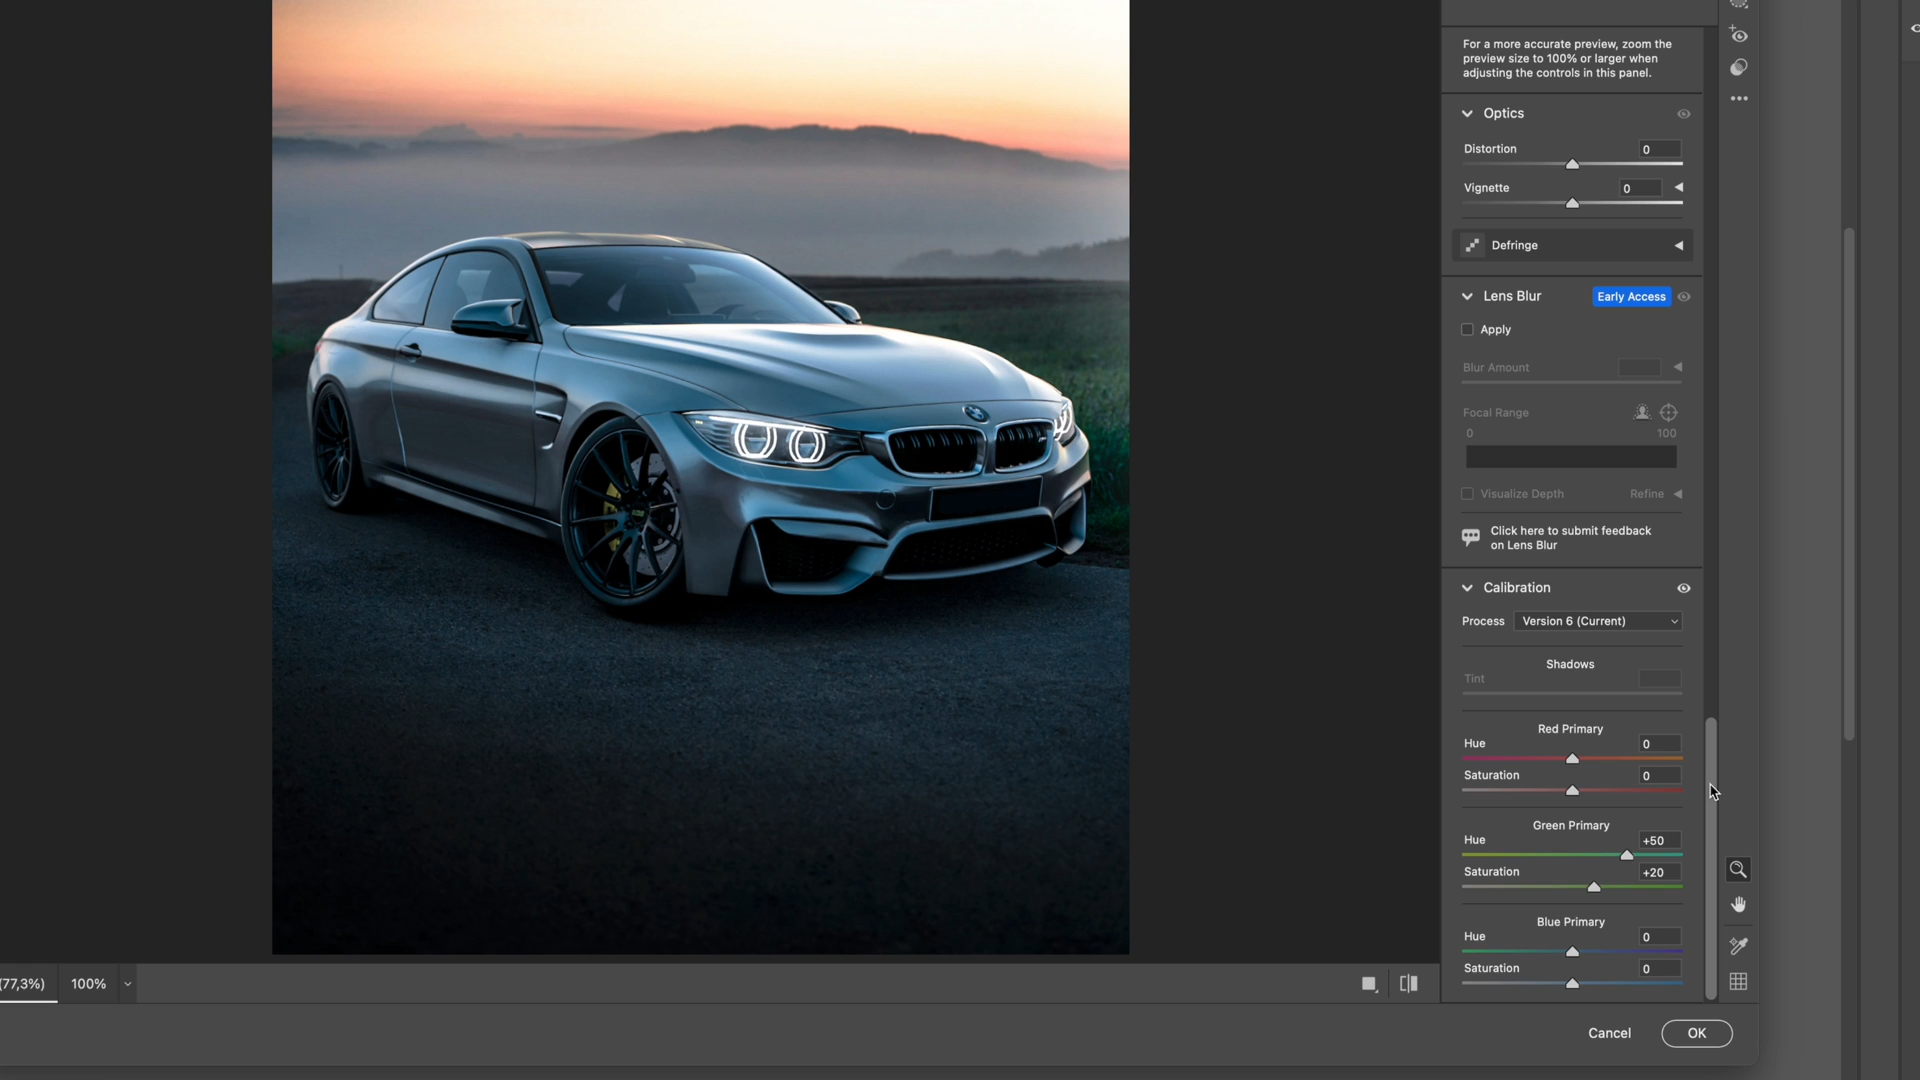 For a more accurate preview, zoom the
preview size to 100% or larger when
adjusting the controls in this panel.
Optics
Distortion 0
Vignette 0
Defringe
Lens Blur Early Access
Apply
Blur Amount
Focal Range
0 100
Visualize Depth Refine
Click here to submit feedback
on Lens Blur
Calibration
Process Version 6 (Current)
Shadows
Tint
Red Primary
Hue 0
Saturation 0
Green Primary
Hue +50
Saturation +20
Blue Primary
Hue 0
Saturation 0
(77,3%) 100%
Cancel OK